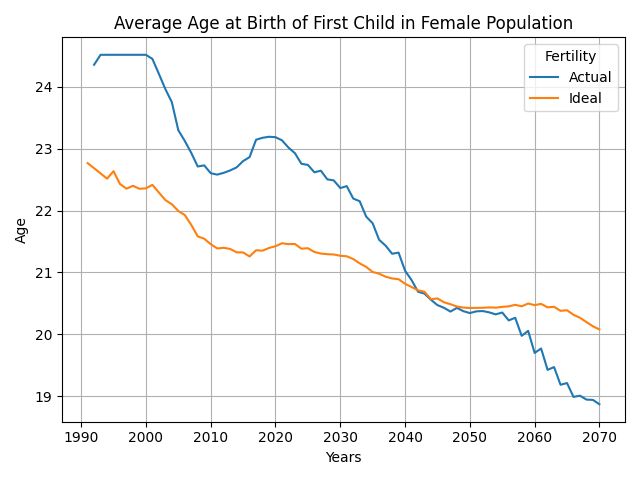 Average Age at Birth of First Child in Female Population
Fertility
Actual
Ideal
Age
24
23
22
21
20
19
1990 2000 2010 2020 2030 2040 2050 2060 2070
Years